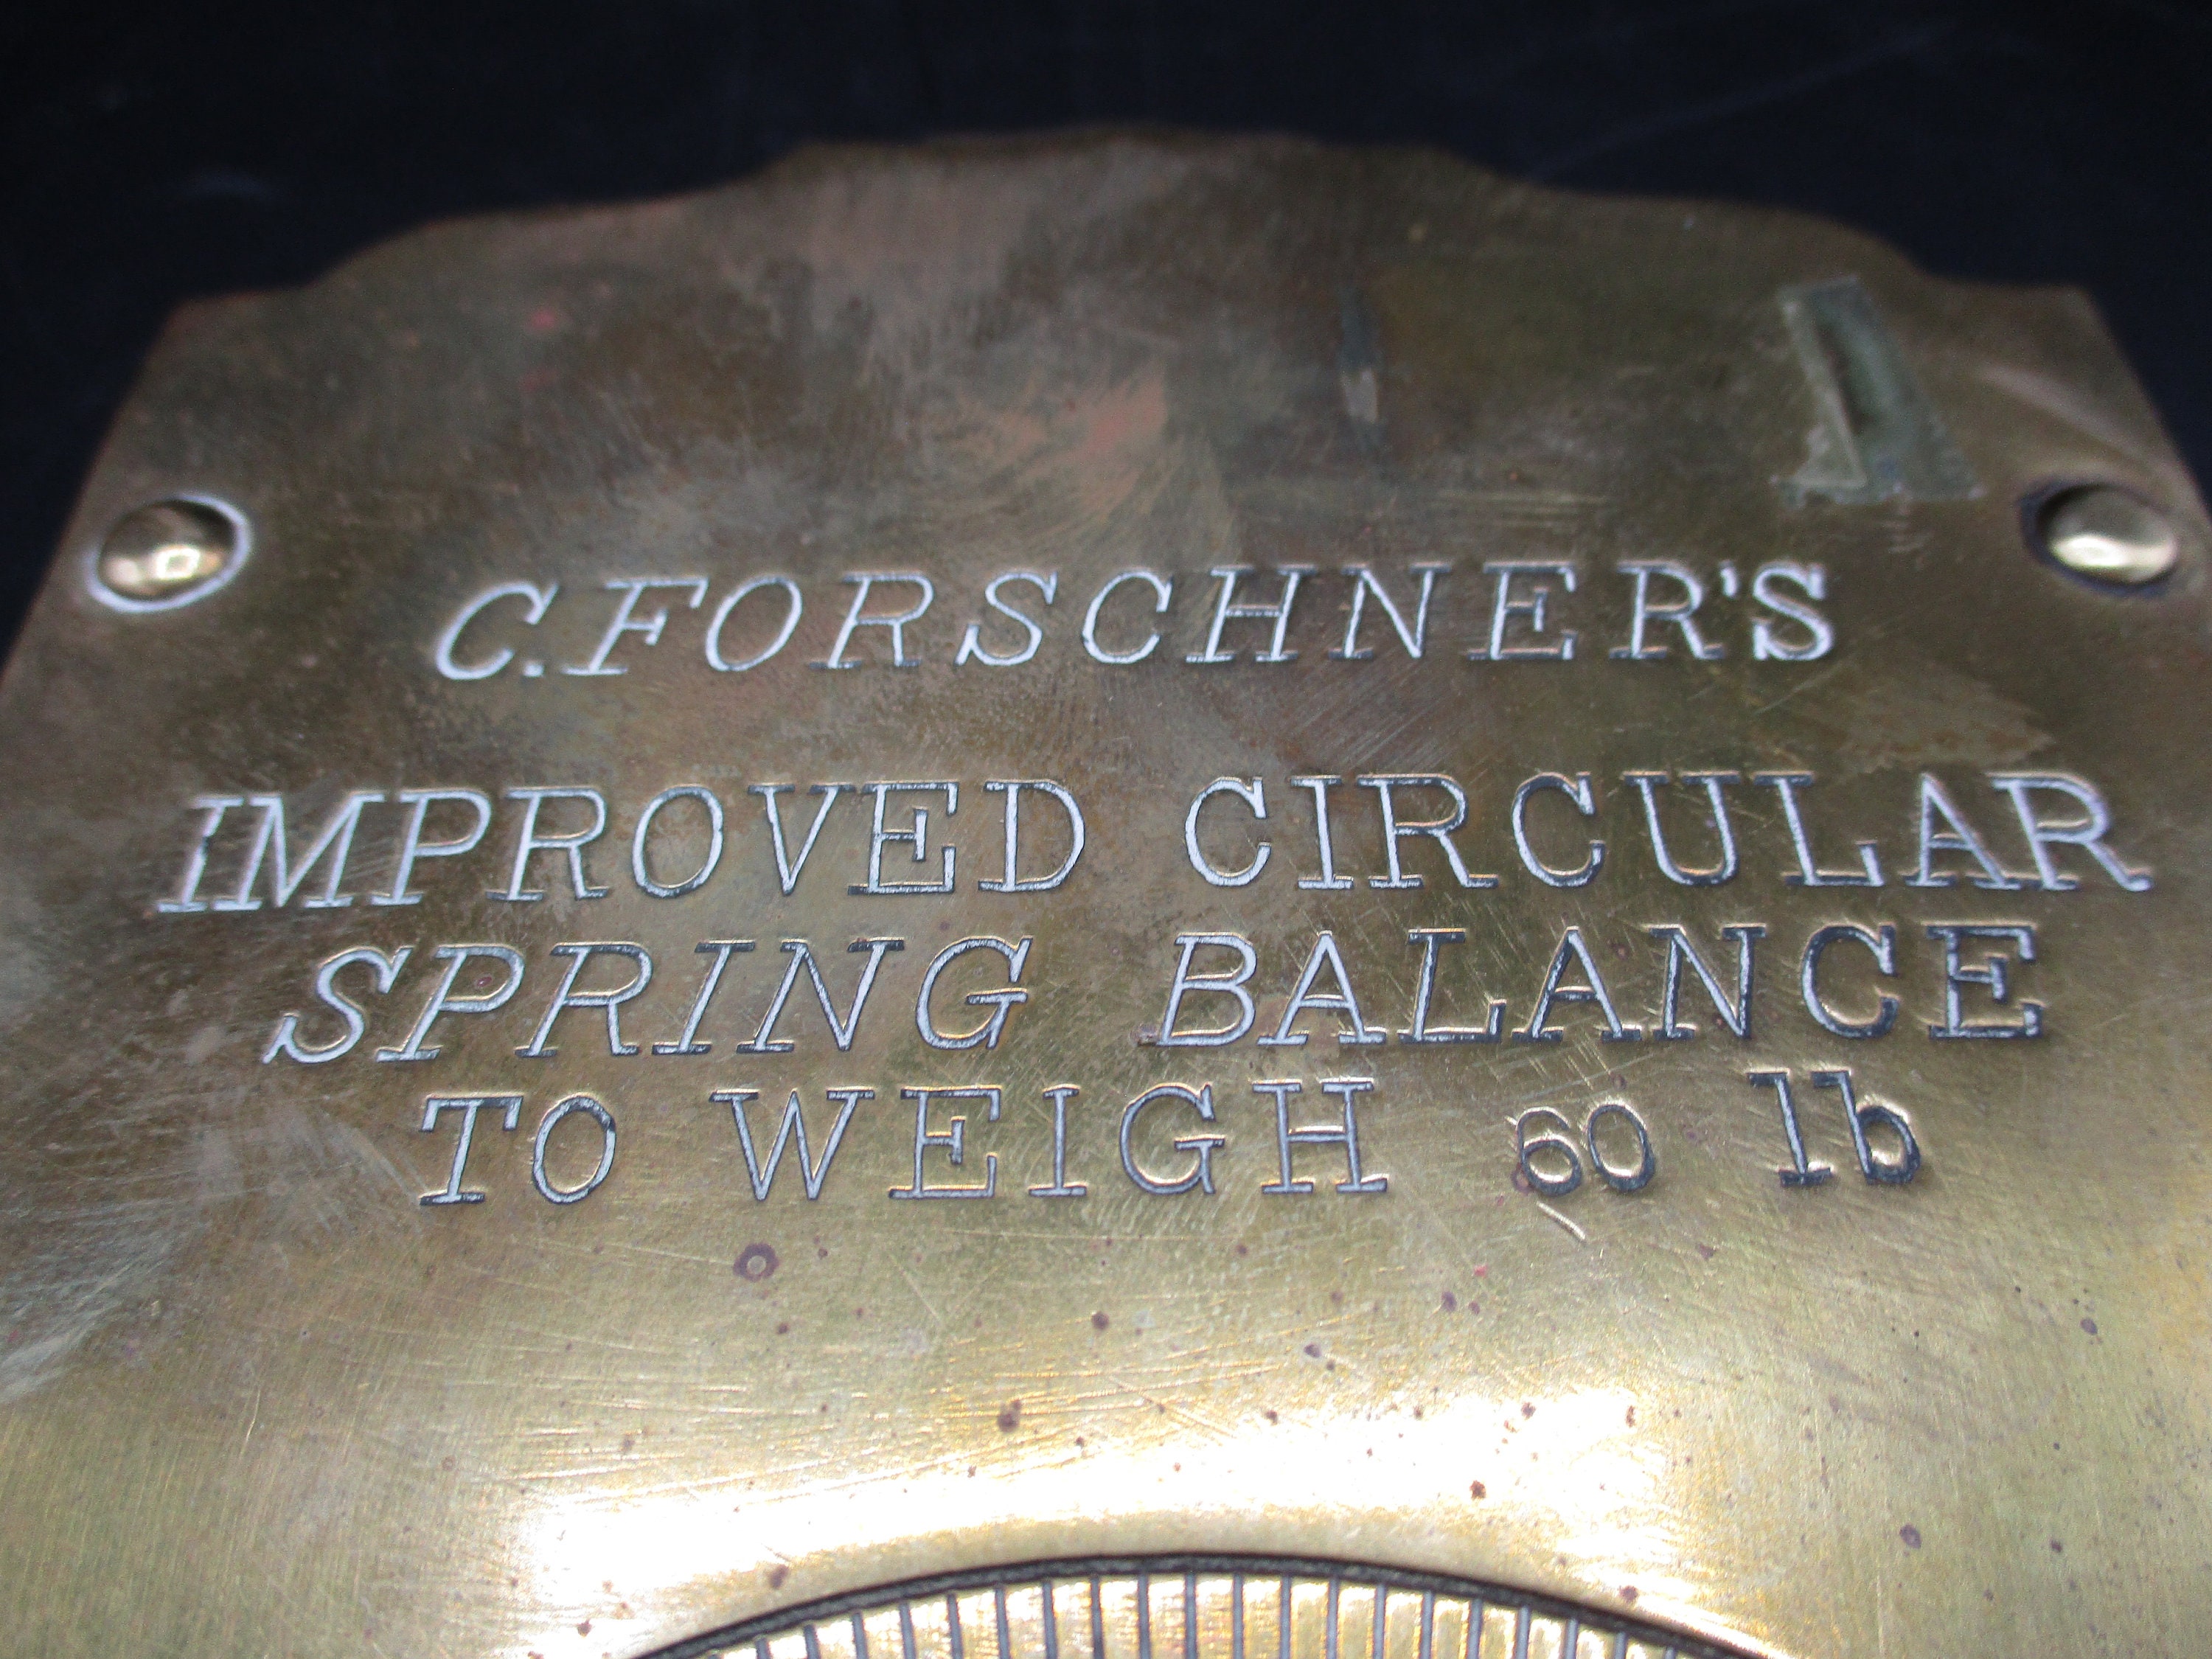 C.FORSCHNER'S
IMPROVED CIRCULAR
SPRING BALANCE
TO WEIGH 60 lb